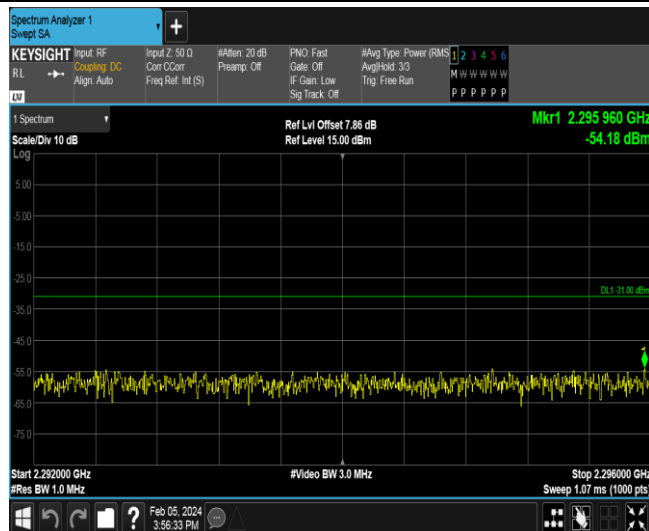 Spectrum Analyzer 1
Swept SA
+
KEYSIGHT Input: RF Input Z: 50 Ω #Atten: 20 dB PNO: Fast #Avg Type: Power (RMS 1 2 3 4 5 6
RL Coupling: DC Corr CCorr Preamp: Off Gate: Off Avg|Hold: 3/3 M W W W W W
Align: Auto Freq Ref: Int (S) IF Gain: Low Trig: Free Run
Sig Track: Off P P P P P P
LXI
1 Spectrum Ref Lvl Offset 7.86 dB Mkr1 2.295 960 GHz
Scale/Div 10 dB Ref Level 15.00 dBm -54.18 dBm
Log
5.00
-5.00
-15.0
-25.0
DL1 -31.00 dBm
-35.0
-45.0
1
-55.0
-65.0
-75.0
Start 2.292000 GHz #Video BW 3.0 MHz Stop 2.296000 GHz
#Res BW 1.0 MHz Sweep 1.07 ms (1000 pts)
? Feb 05, 2024
3:56:33 PM